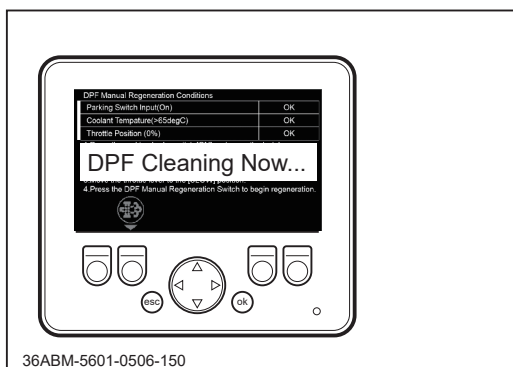 DPF Manual Regeneration Conditions
Parking Switch Input(On) OK
Coolant Tempature(>65degC) OK
Throttle Position (0%) OK
DPF Cleaning Now...
4.Press the DPF Manual Regeneration Switch to begin regeneration.
esc
ok
36ABM-5601-0506-150